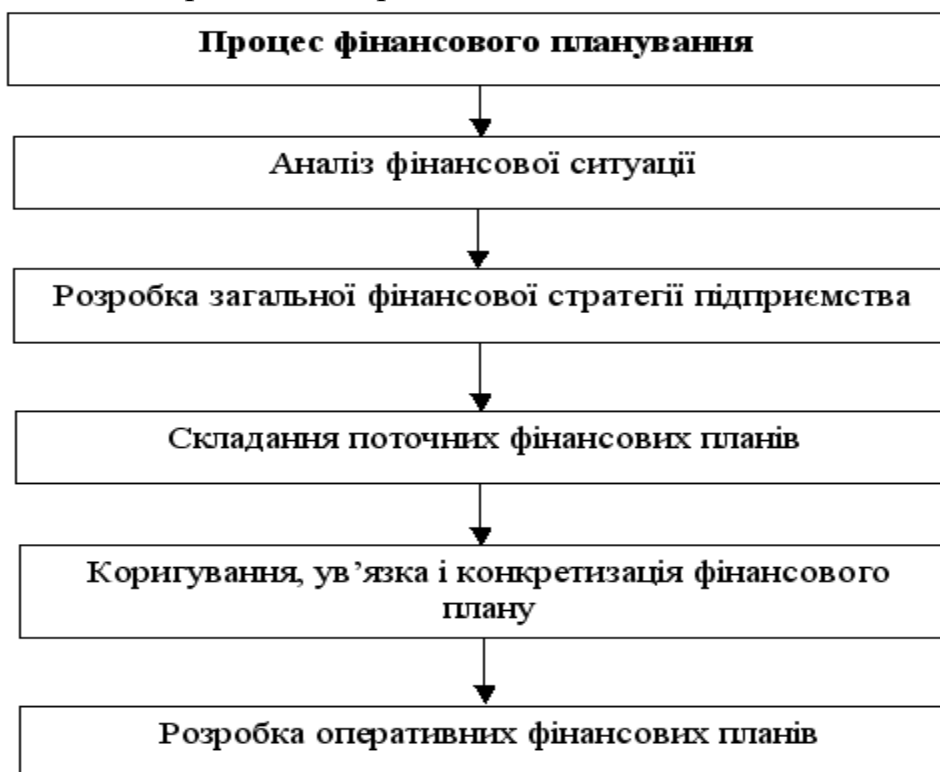 Процес фінансового планування
Аналіз фінансової ситуації
Розробка загальної фінансової стратегії підприємства
Складання поточних фінансових планів
Коригування, ув’язка і конкретизація фінансового
плану
Розробка оперативних фінансових планів